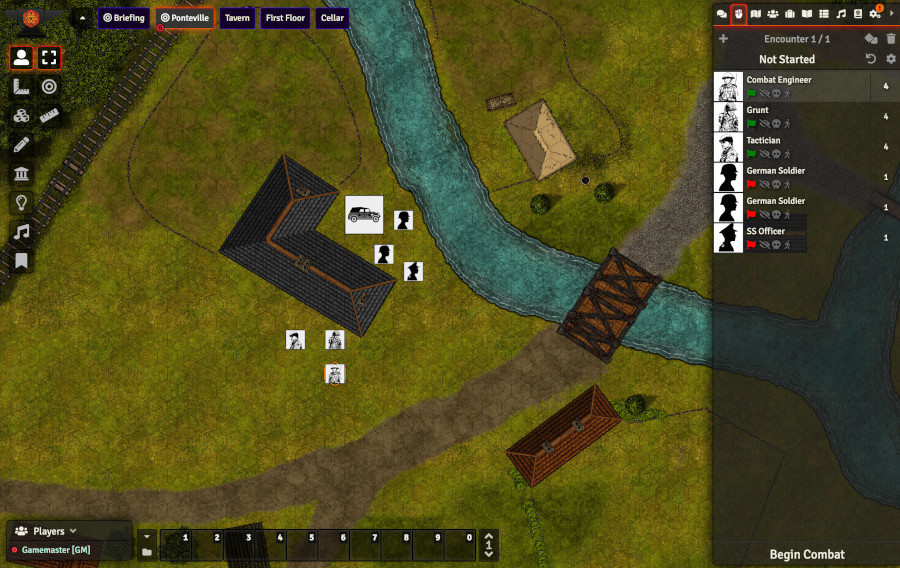 Briefing
Ponteville
Tavern
First Floor
Cellar
Encounter 1 / 1
Not Started
Combat Engineer
4
Grunt
4
Tactician
4
German Soldier
1
German Soldier
1
SS Officer
1
Players
Gamemaster [GM]
1 2 3 4 5 6 7 8 9 0
1
Begin Combat